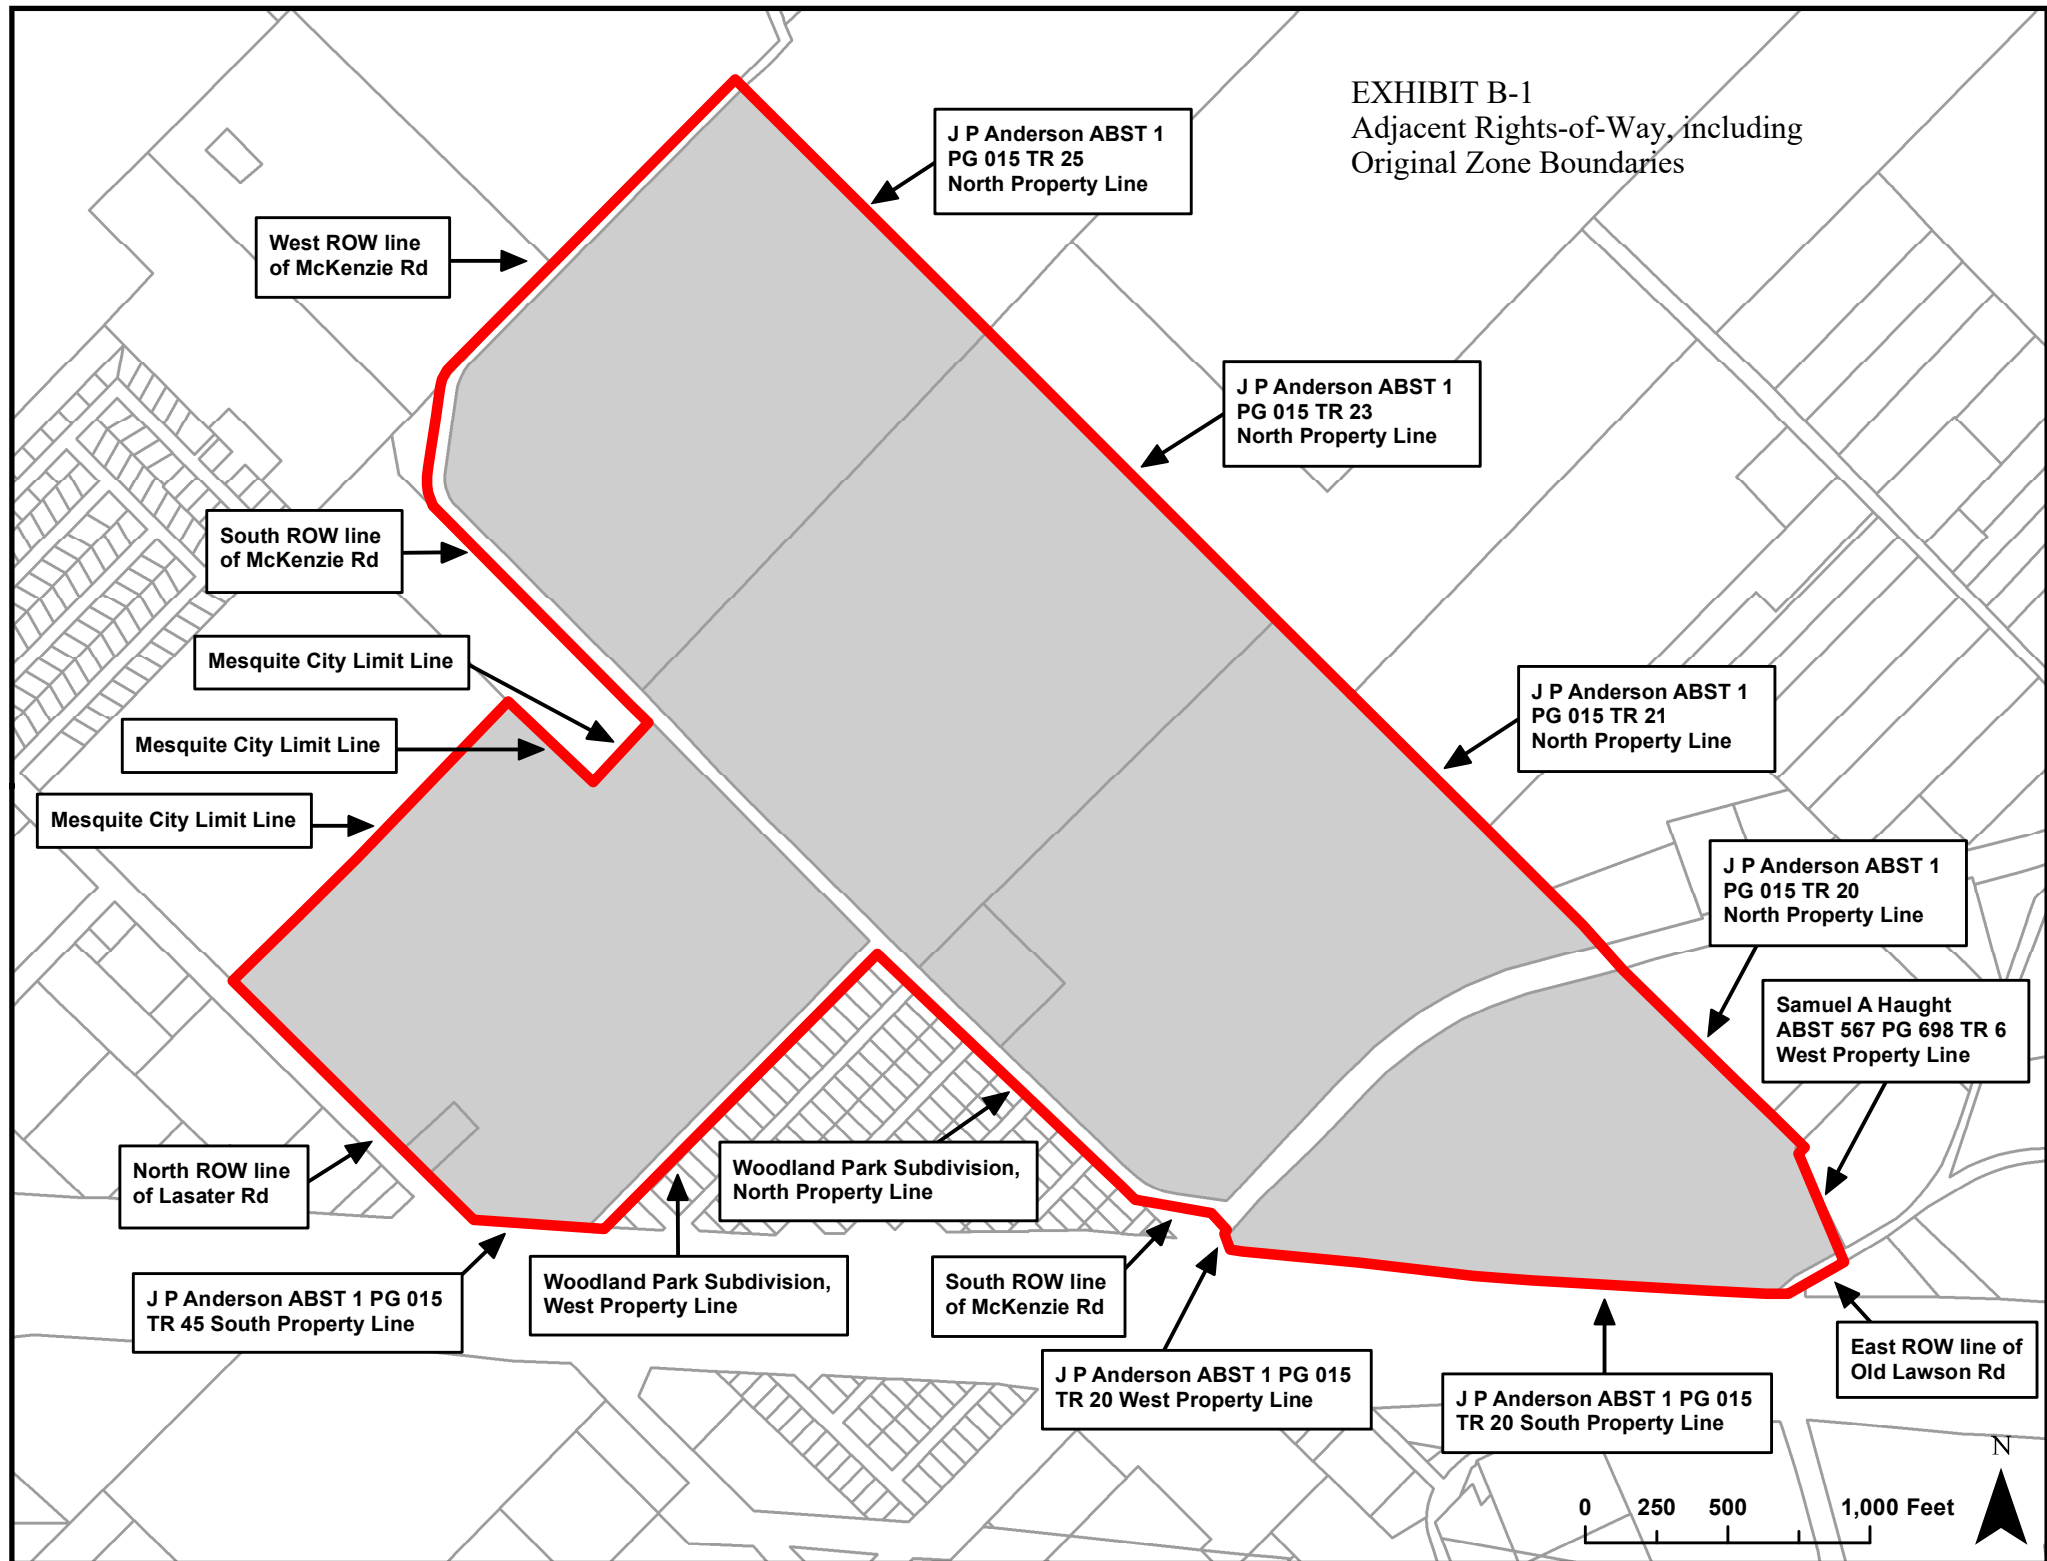 EXHIBIT B-1
Adjacent Rights-of-Way, including
Original Zone Boundaries
J P Anderson ABST 1
PG 015 TR 25
North Property Line
West ROW line
of McKenzie Rd
J P Anderson ABST 1
PG 015 TR 23
North Property Line
South ROW line
of McKenzie Rd
Mesquite City Limit Line
J P Anderson ABST 1
PG 015 TR 21
North Property Line
Mesquite City Limit Line
Mesquite City Limit Line
J P Anderson ABST 1
PG 015 TR 20
North Property Line
Samuel A Haught
ABST 567 PG 698 TR 6
West Property Line
North ROW line
of Lasater Rd
Woodland Park Subdivision,
North Property Line
J P Anderson ABST 1 PG 015
TR 45 South Property Line
Woodland Park Subdivision,
West Property Line
South ROW line
of McKenzie Rd
J P Anderson ABST 1 PG 015
TR 20 West Property Line
J P Anderson ABST 1 PG 015
TR 20 South Property Line
East ROW line of
Old Lawson Rd
N
0 250 500 1,000 Feet